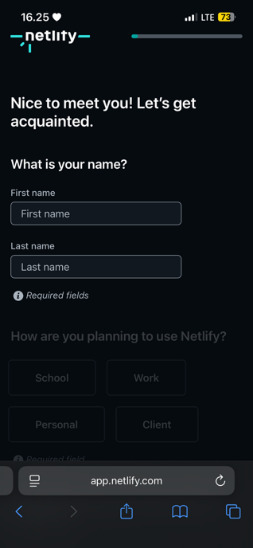 16.25
LTE 73
netlify
Nice to meet you! Let's get
acquainted.
What is your name?
First name
First name
Last name
Last name
i Required fields
How are you planning to use Netlify?
School Work
Personal Client
Required field
app.netlify.com